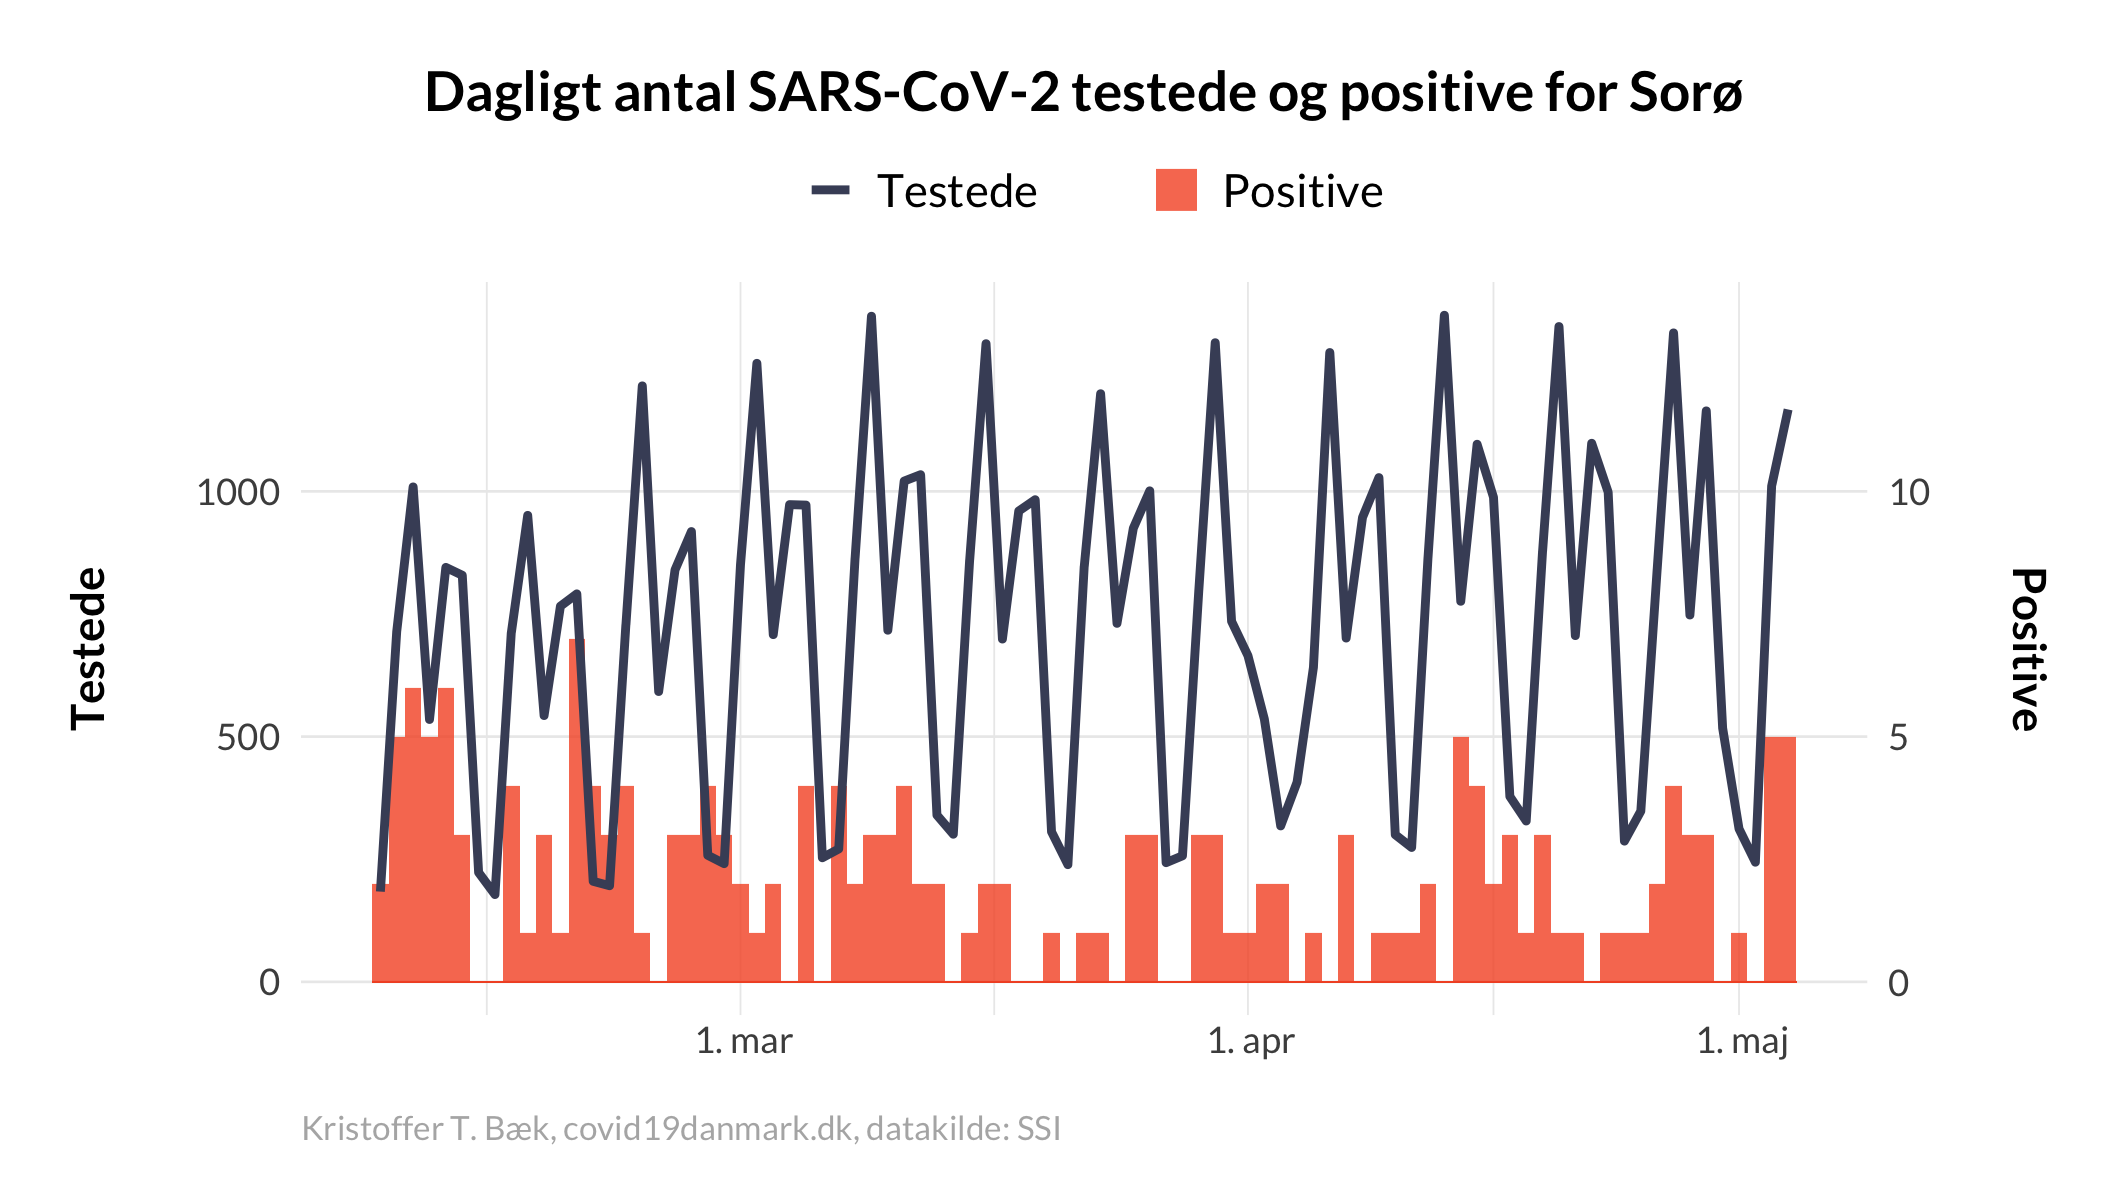 Dagligt antal SARS-CoV-2 testede og positive for Sorø
Testede
Positive
Testede
1000
500
0
10
5
0
Positive
1. mar
1. apr
1. maj
Kristoffer T. Bæk, covid19danmark.dk, datakilde: SSI